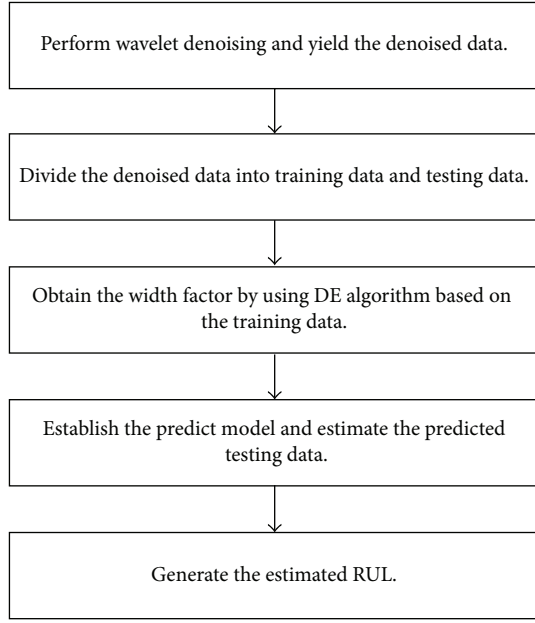 Perform wavelet denoising and yield the denoised data.
Divide the denoised data into training data and testing data.
Obtain the width factor by using DE algorithm based on
the training data.
Establish the predict model and estimate the predicted
testing data.
Generate the estimated RUL.